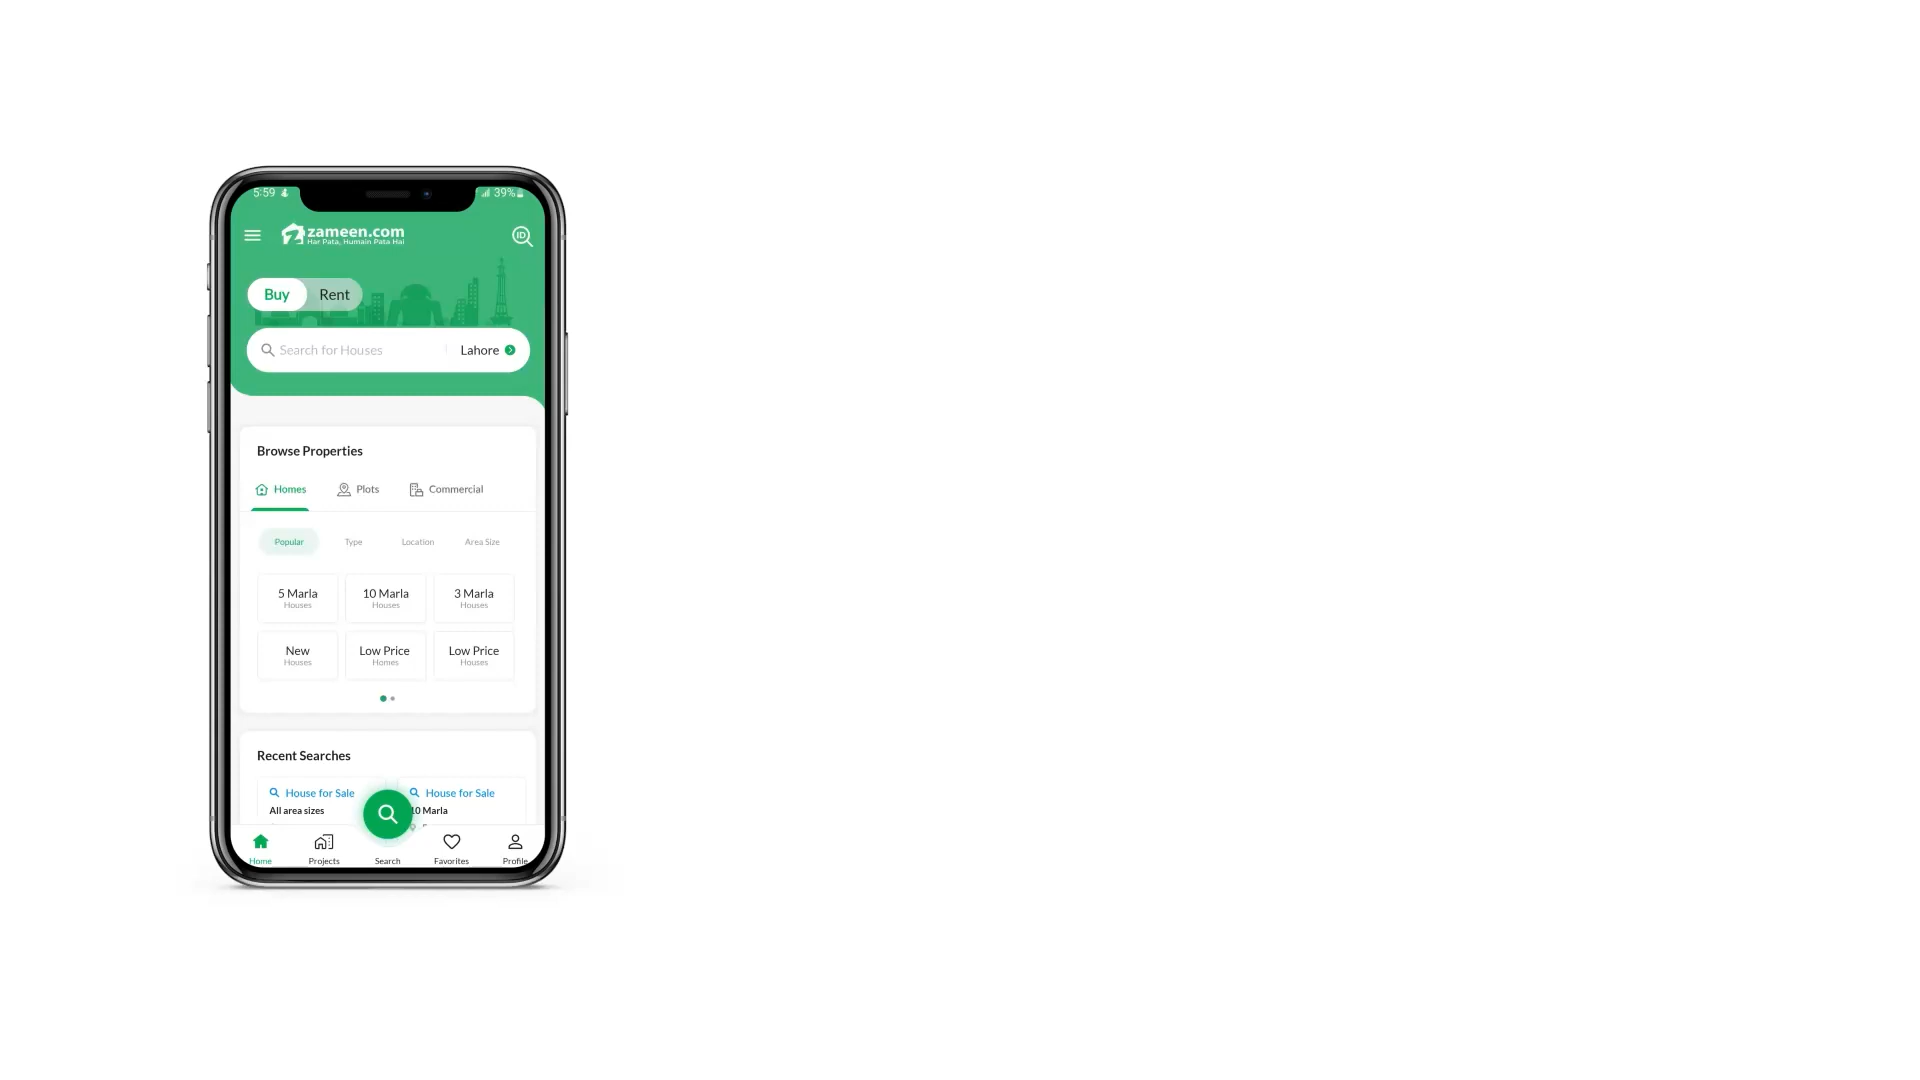 5:59
39%
zameen.com
Har Pata, Humain Pata Hai
ID
Buy Rent
Search for Houses Lahore
Browse Properties
Homes Plots Commercial
Popular Type Location Area Size
5 Marla 10 Marla 3 Marla
Houses Houses Houses
New Low Price Low Price
Houses Homes Houses
Recent Searches
House for Sale House for Sale
All area sizes 10 Marla
Home Projects Search Favorites Profile